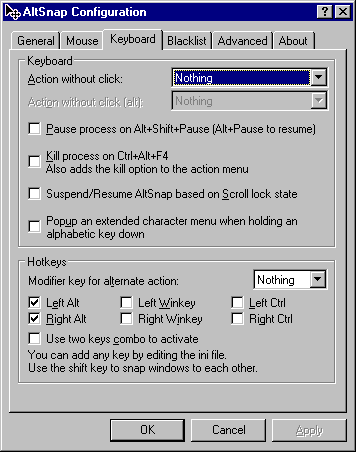 AltSnap Configuration
General Mouse Keyboard Blacklist Advanced About
Keyboard
Action without click: Nothing
Action without click (alt): Nothing
Pause process on Alt+Shift+Pause (Alt+Pause to resume)
Kill process on Ctrl+Alt+F4
Also adds the kill option to the action menu
Suspend/Resume AltSnap based on Scroll lock state
Popup an extended character menu when holding an
alphabetic key down
Hotkeys
Modifier key for alternate action: Nothing
Left Alt Left Winkey Left Ctrl
Right Alt Right Winkey Right Ctrl
Use two keys combo to activate
You can add any key by editing the ini file.
Use the shift key to snap windows to each other.
OK Cancel Apply